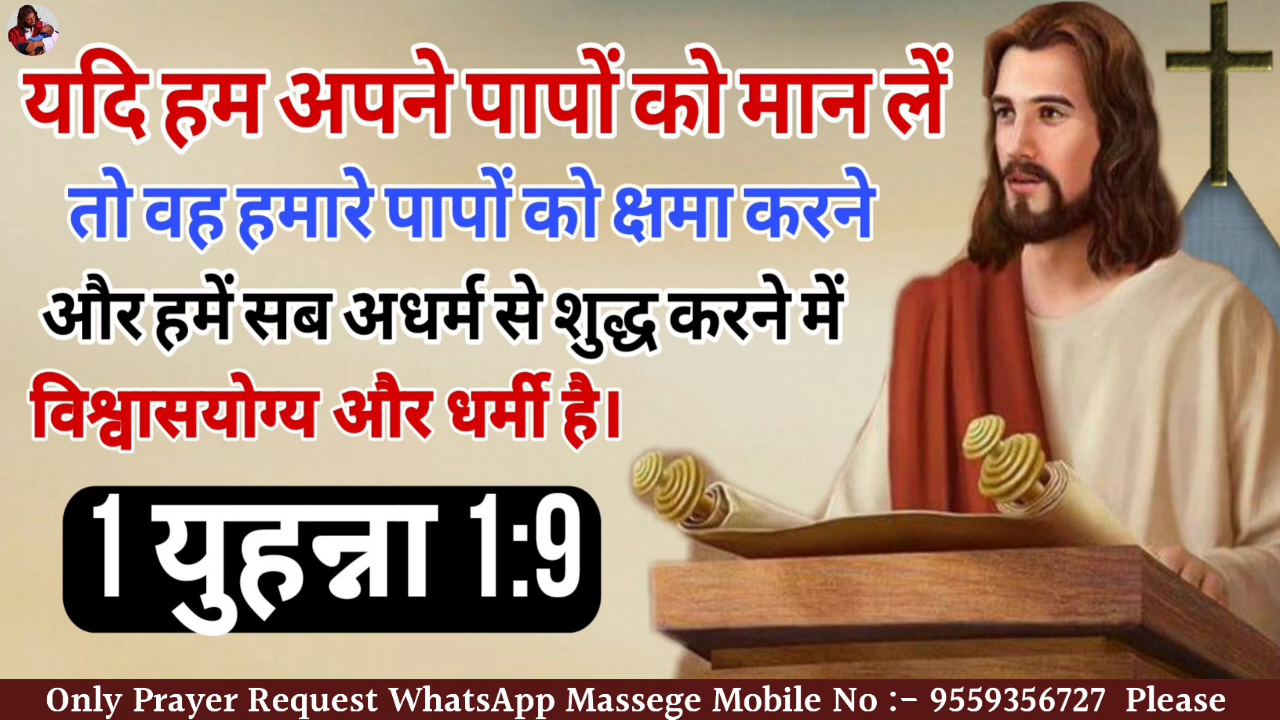 यदि हम अपने पापों को मान लें
तो वह हमारे पापों को क्षमा करने
और हमें सब अधर्म से शुद्ध करने में
विश्वासयोग्य और धर्मी है।
1 युहन्ना 1:9
Only Prayer Request WhatsApp Massege Mobile No :- 9559356727 Please